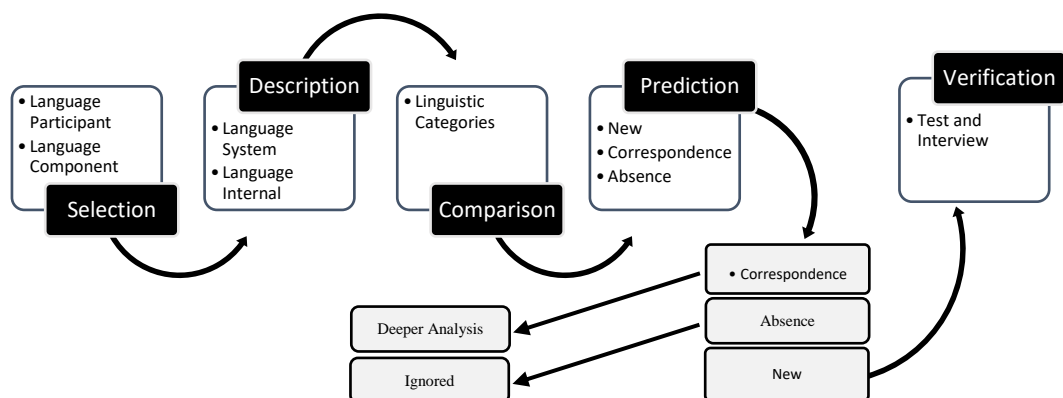 • Language
Participant
• Language
Component
Selection
Description
• Language
System
• Language
Internal
• Linguistic
Categories
Comparison
Prediction
• New
• Correspondence
• Absence
Verification
• Test and
Interview
• Correspondence
Absence
New
Deeper Analysis
Ignored